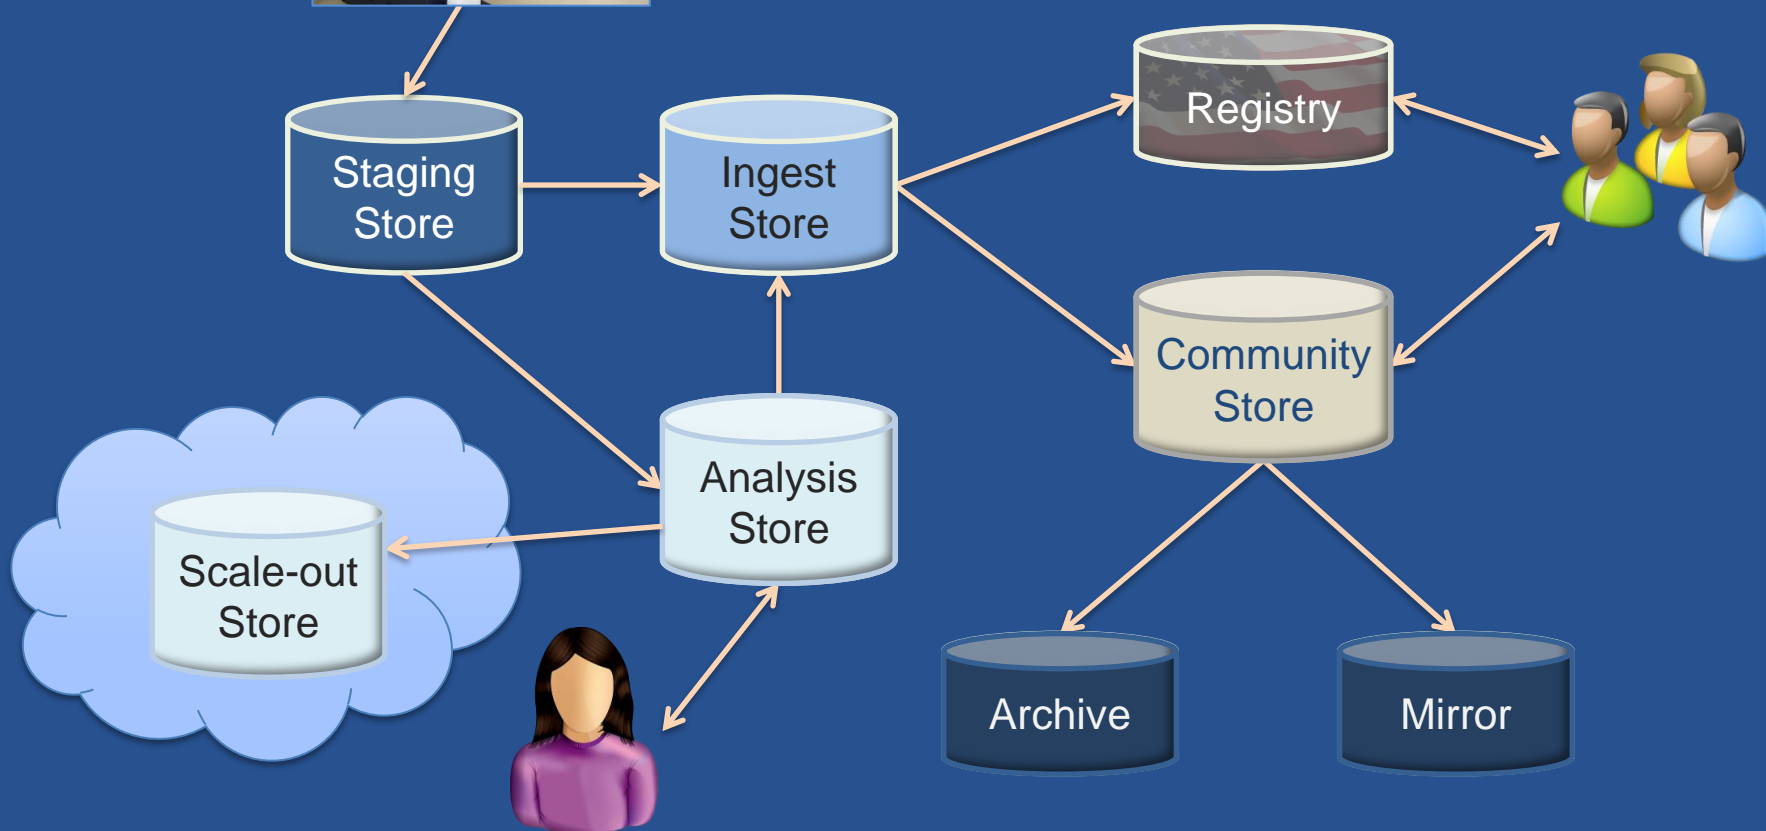 Registry
Staging
Store
Ingest
Store
Community
Store
Analysis
Store
Scale-out
Store
Archive
Mirror